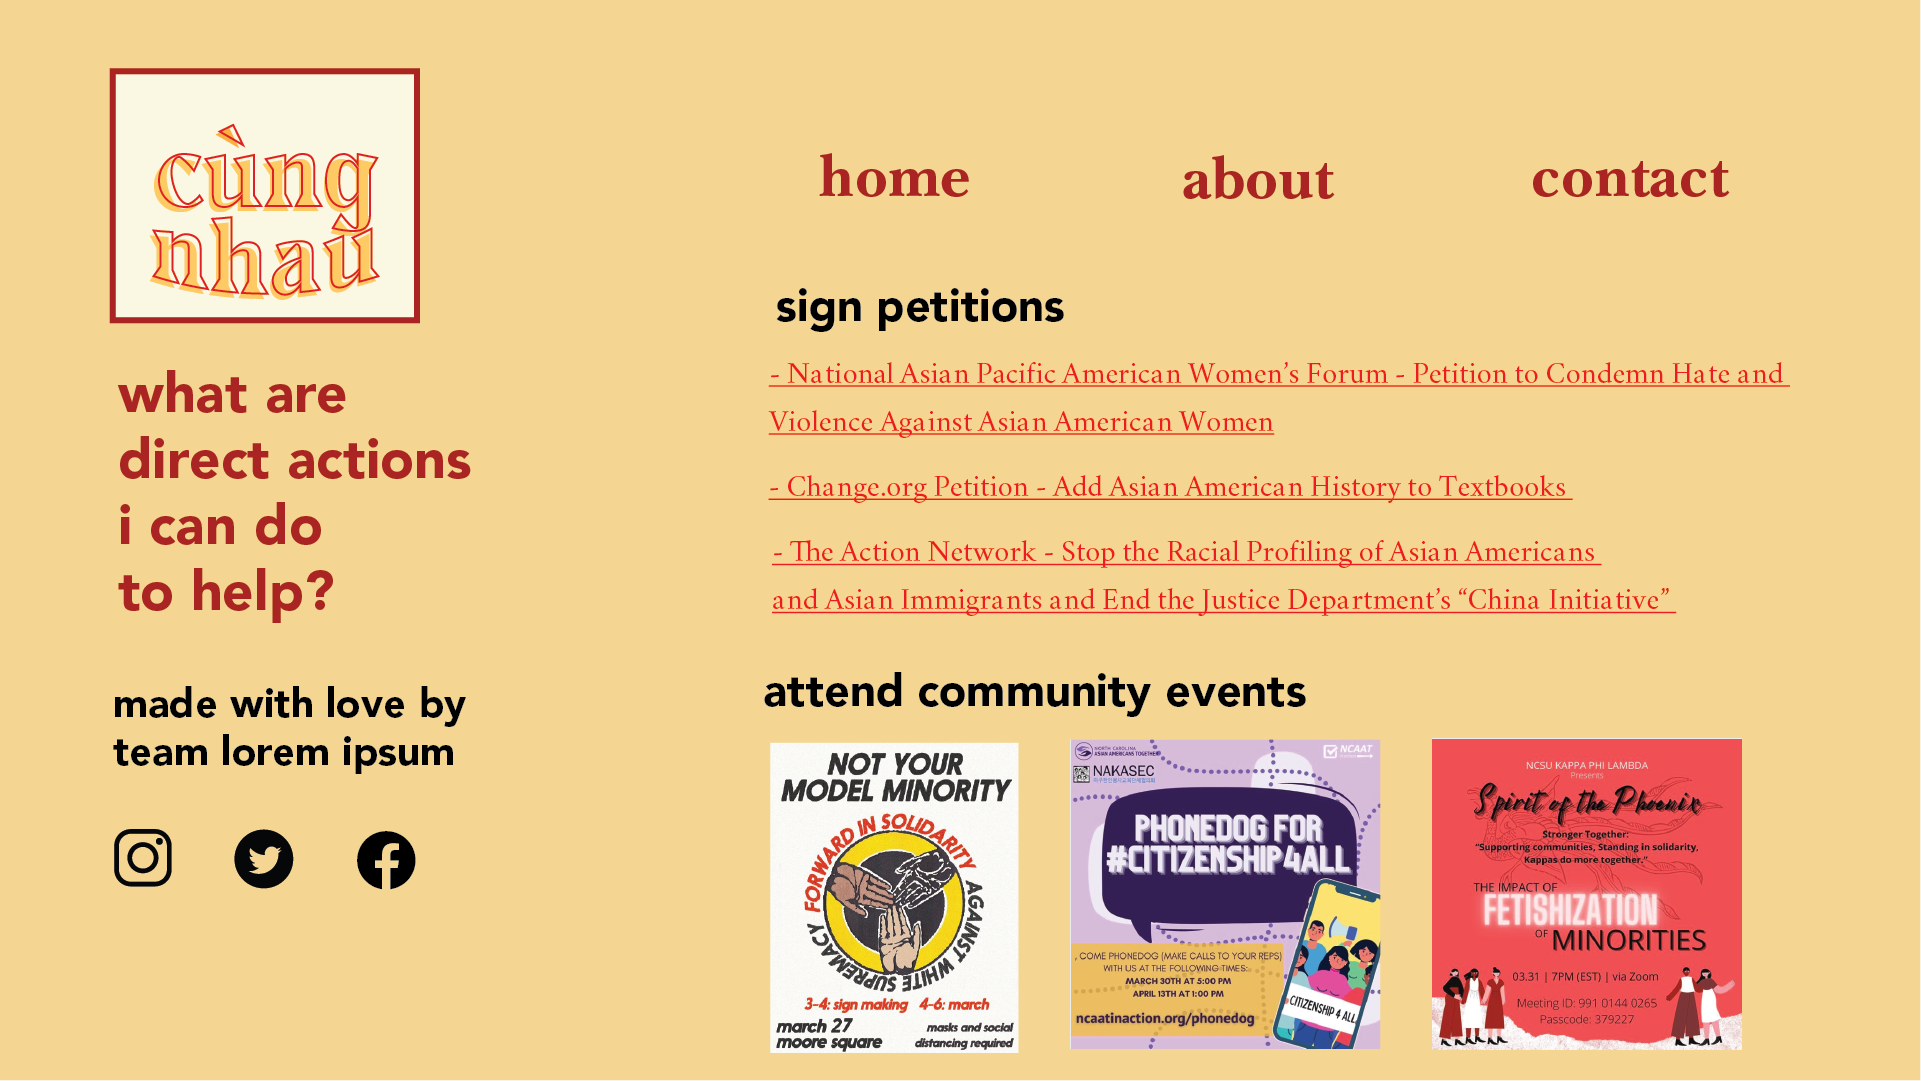 cùng
nhau
what are
direct actions
i can do
to help?
made with love by
team lorem ipsum
home
about
contact
sign petitions
- National Asian Pacific American Women’s Forum - Petition to Condemn Hate and
Violence Against Asian American Women
- Change.org Petition - Add Asian American History to Textbooks
- The Action Network - Stop the Racial Profiling of Asian Americans
and Asian Immigrants and End the Justice Department’s “China Initiative”
attend community events
NOT YOUR
MODEL MINORITY
FORWARD IN SOLIDARITY
AGAINST WHITE SUPREMACY
3-4: sign making 4-6: march
march 27
moore square
masks and social
distancing required
NORTH CAROLINA
ASIAN AMERICANS TOGETHER
NCAAT
NAKASEC
PHONEDOG FOR
#CITIZENSHIP4ALL
, COME PHONEDOG (MAKE CALLS TO YOUR REPS)
WITH US AT THE FOLLOWING TIMES:
MARCH 30TH AT 5:00 PM
APRIL 13TH AT 1:00 PM
ncaatinaction.org/phonedog
CITIZENSHIP 4 ALL
NCSU KAPPA PHI LAMBDA
Presents
Spirit of the Phoenix
Stronger Together:
"Supporting communities, Standing in solidarity,
Kappas do more together."
THE IMPACT OF
FETISHIZATION
OF MINORITIES
03.31 | 7PM (EST) | via Zoom
Meeting ID: 991 0144 0265
Passcode: 379227